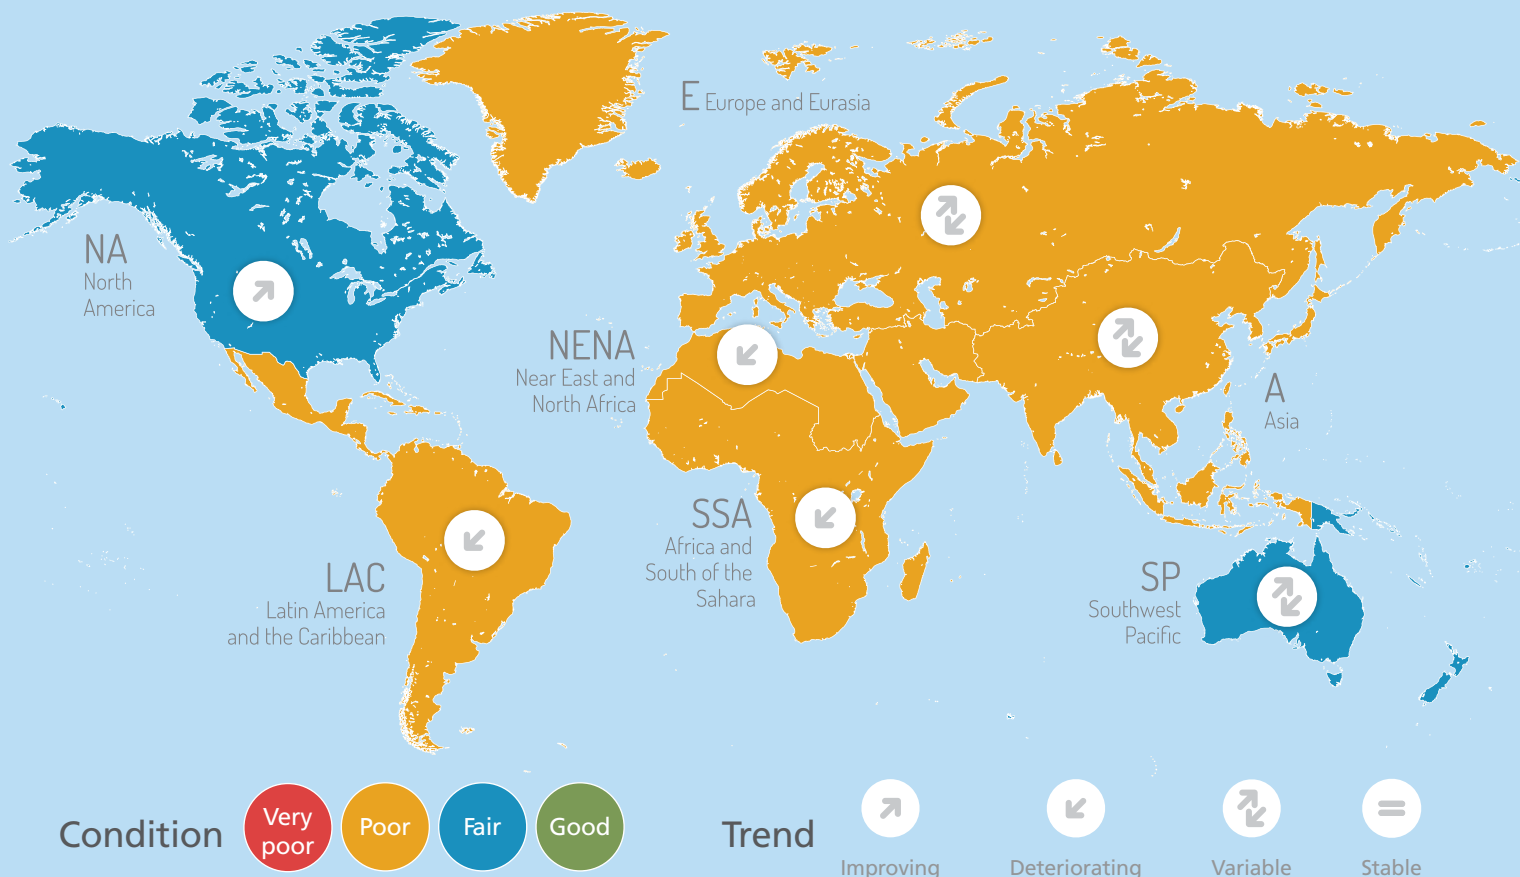 E Europe and Eurasia
NA
North
America
NENA
Near East and
North Africa
A
Asia
SSA
Africa and
South of the
Sahara
LAC
Latin America
and the Caribbean
SP
Southwest
Pacific
Condition
Very
poor
Poor
Fair
Good
Trend
Improving
Deteriorating
Variable
Stable